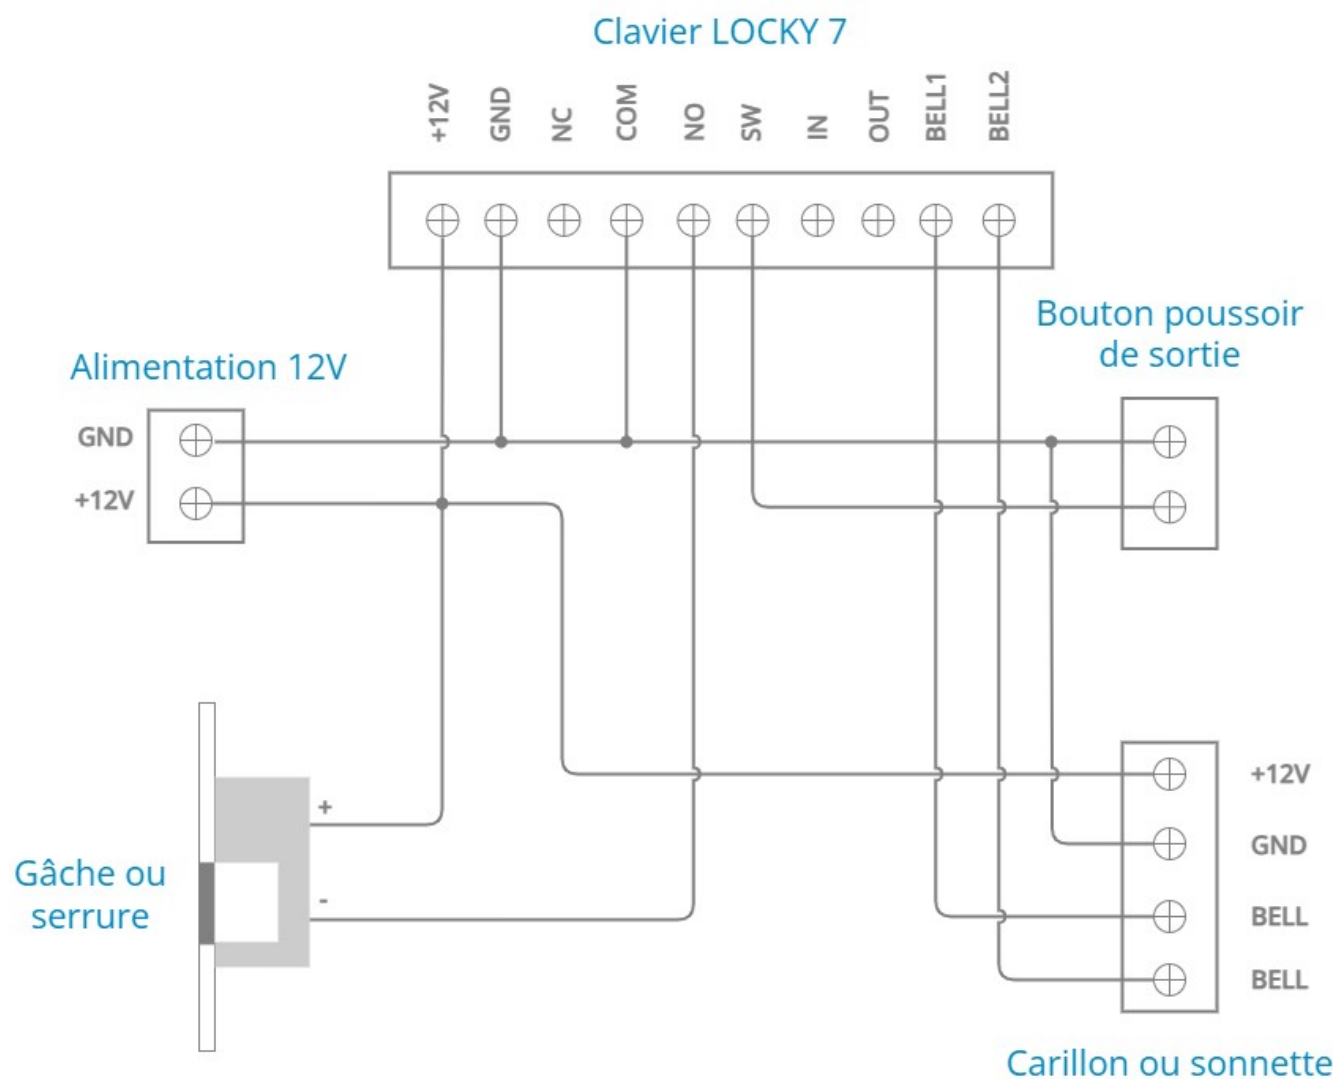 Clavier LOCKY 7
+12V
GND
NC
COM
NO
SW
IN
OUT
BELL1
BELL2
Bouton poussoir
de sortie
Alimentation 12V
GND
+12V
+
-
Gâche ou
serrure
+12V
GND
BELL
BELL
Carillon ou sonnette